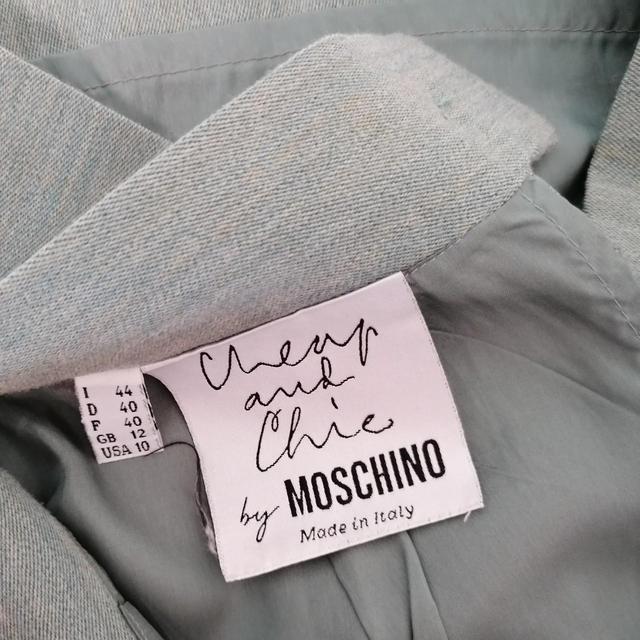 I 44
D 40
F 40
GB 12
USA 10
Cheap
and
Chic
by MOSCHINO
Made in Italy